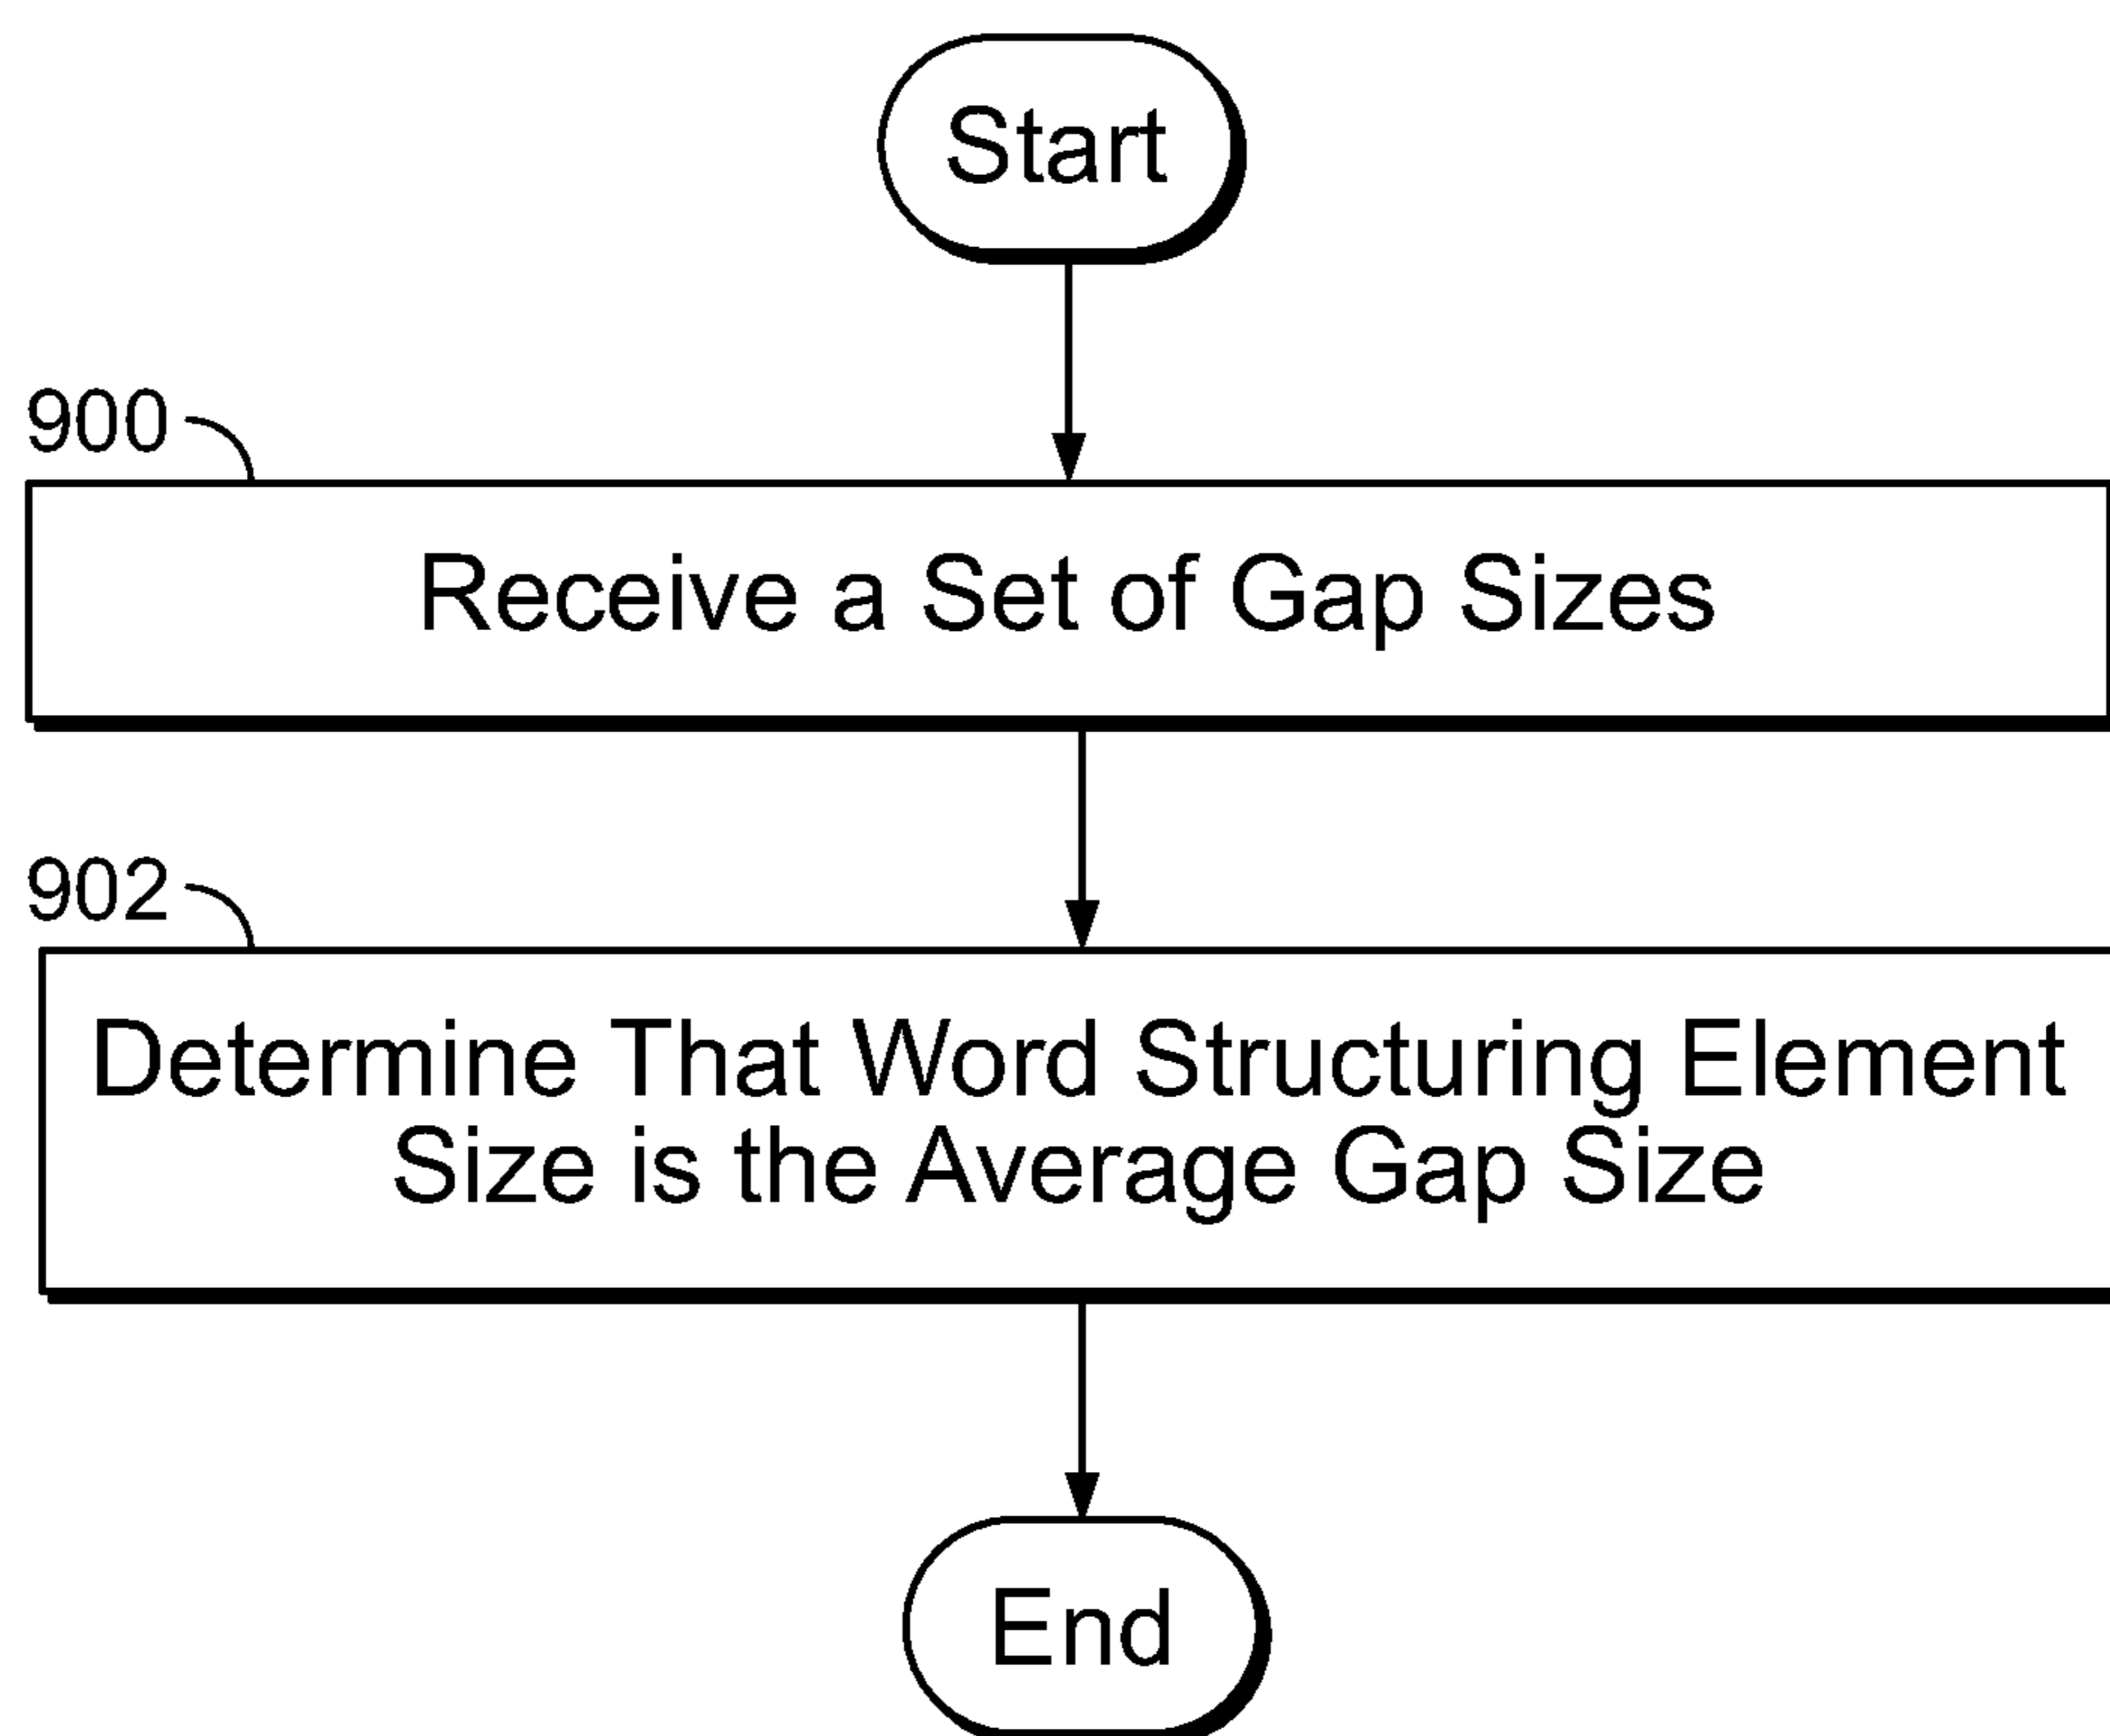 Start
900
Receive a Set of Gap Sizes
902
Determine That Word Structuring Element
Size is the Average Gap Size
End